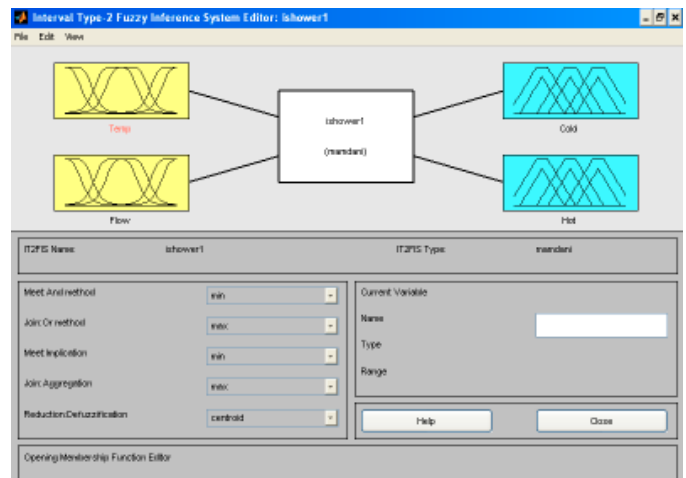 Interval Type-2 Fuzzy Inference System Editor: ishower1
File Edit View
Temp
Flow
ishower1
(mamdani)
Cold
Hot
IT2FIS Name: ishower1 IT2FIS Type: mamdani
Meet: And method min
Join: Or method max
Meet: Implication min
Join: Aggregation max
Reduction:Defuzzification centroid
Current Variable
Name
Type
Range
Help
Close
Opening Membership Function Editor